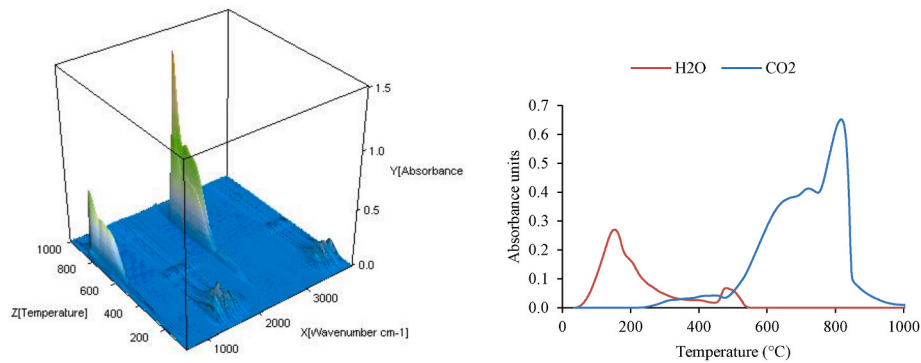 1.5
1.0
Y[Absorbance
0.5
0.0
1000
800
600
400
200
Z[Temperature]
3000
2000
1000
X[Wavenumber cm-1]
H2O CO2
0.7
0.6
0.5
0.4
0.3
0.2
0.1
0.0
Absorbance units
0 200 400 600 800 1000
Temperature (°C)